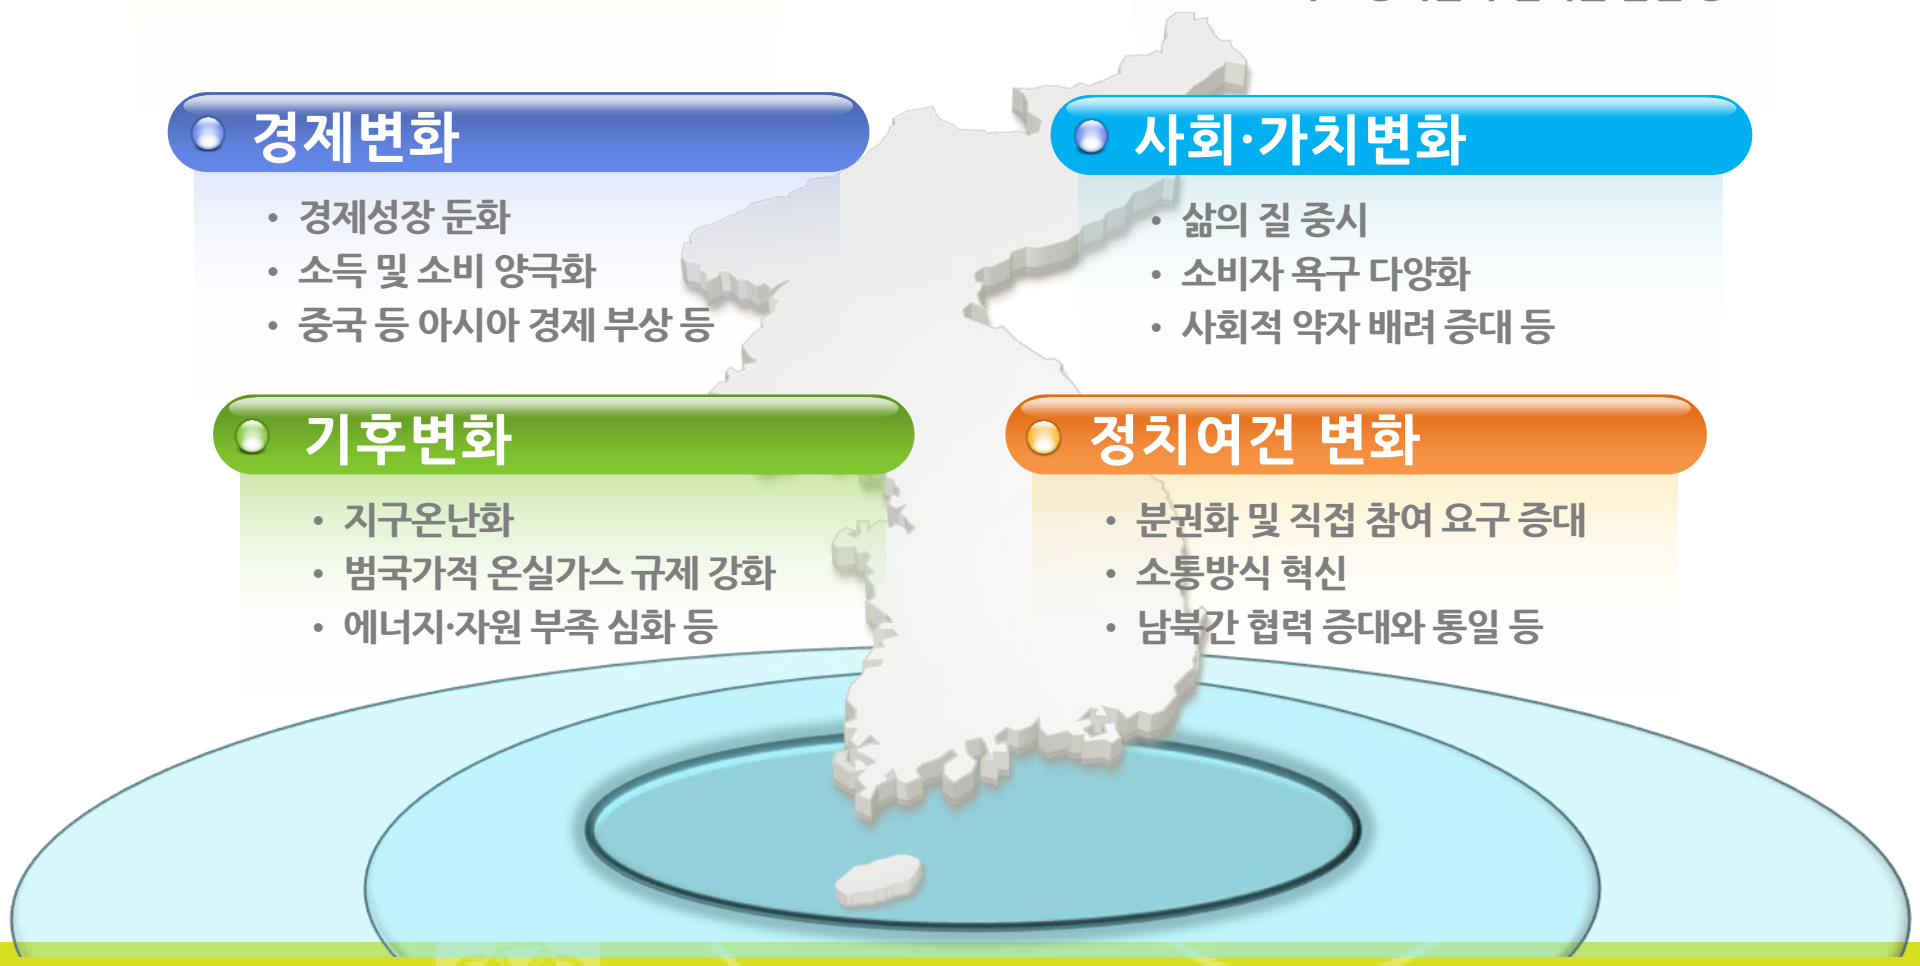 경제변화
• 경제성장 둔화
• 소득 및 소비 양극화
• 중국 등 아시아 경제 부상 등
사회·가치변화
• 삶의 질 중시
• 소비자 욕구 다양화
• 사회적 약자 배려 증대 등
기후변화
• 지구온난화
• 범국가적 온실가스 규제 강화
• 에너지·자원 부족 심화 등
정치여건 변화
• 분권화 및 직접 참여 요구 증대
• 소통방식 혁신
• 남북간 협력 증대와 통일 등